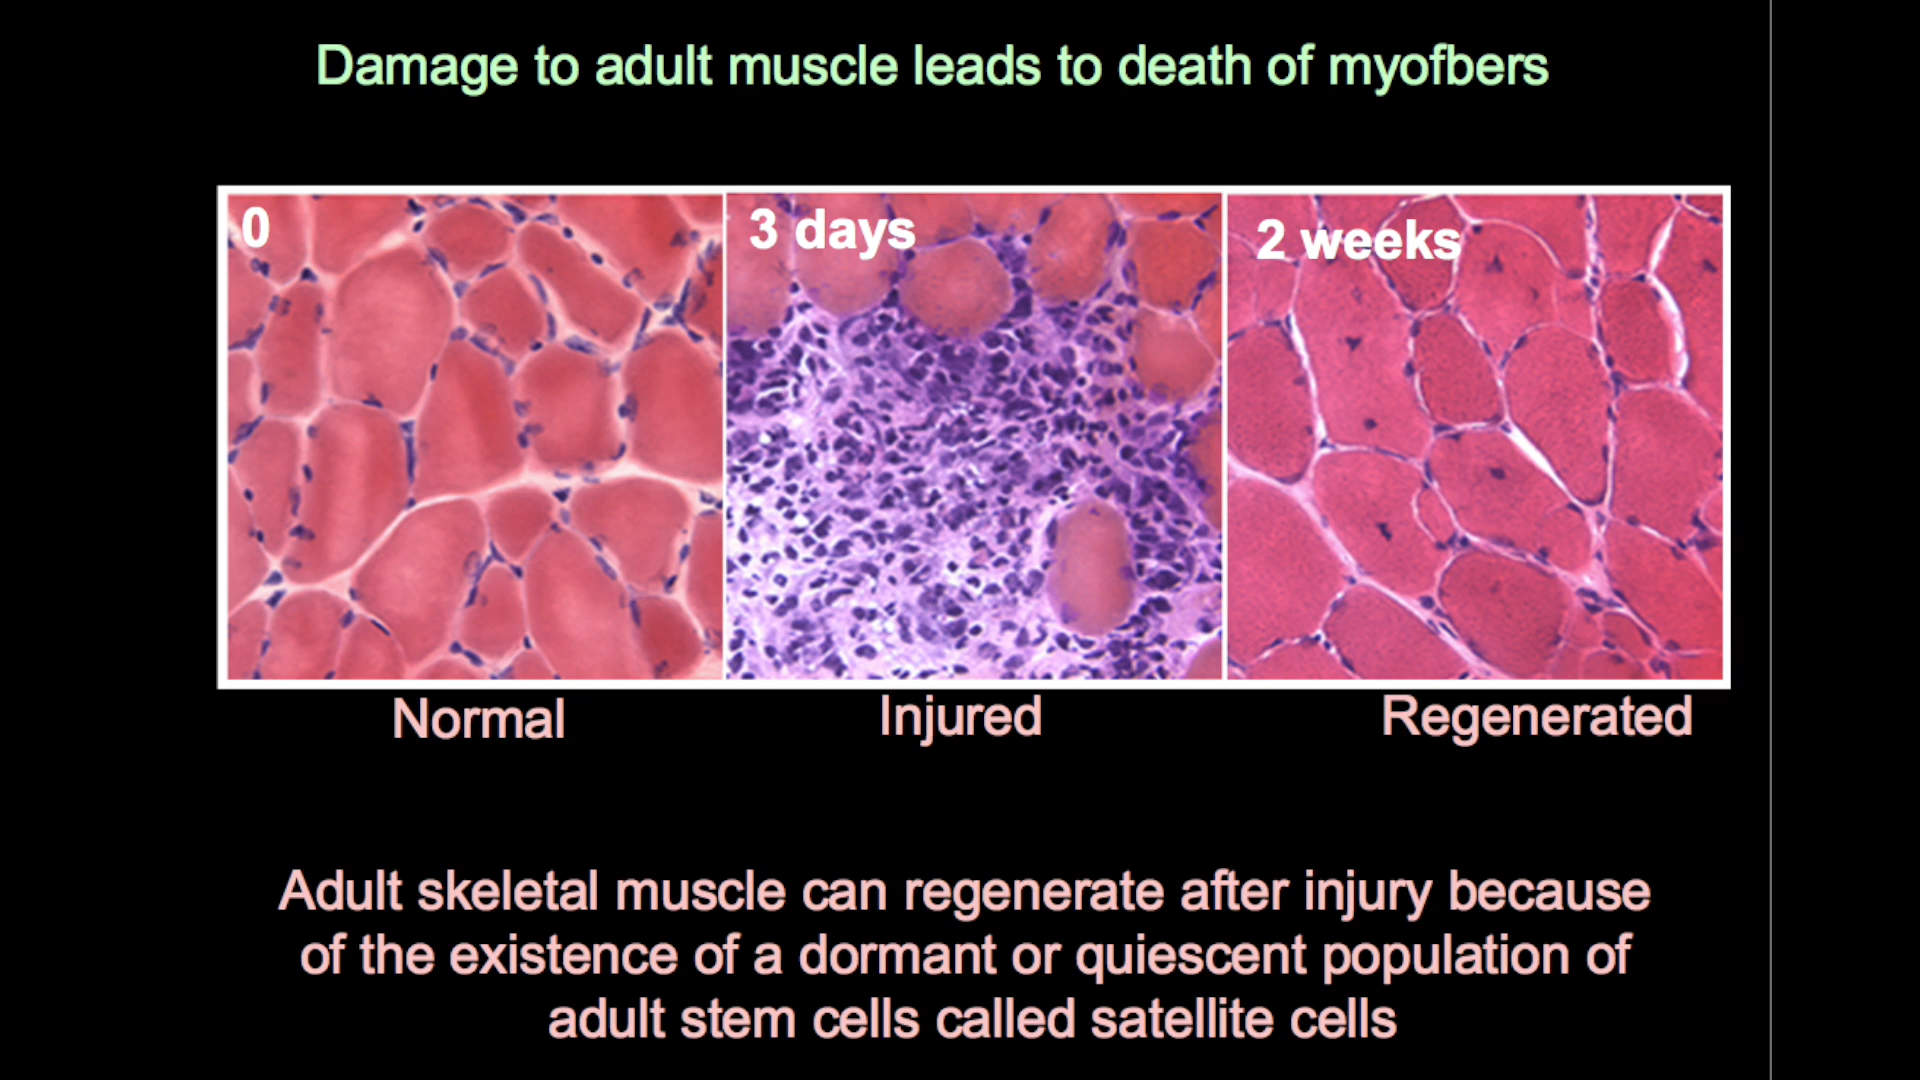 Damage to adult muscle leads to death of myofbers
0
3 days
2 weeks
Normal
Injured
Regenerated
Adult skeletal muscle can regenerate after injury because
of the existence of a dormant or quiescent population of
adult stem cells called satellite cells